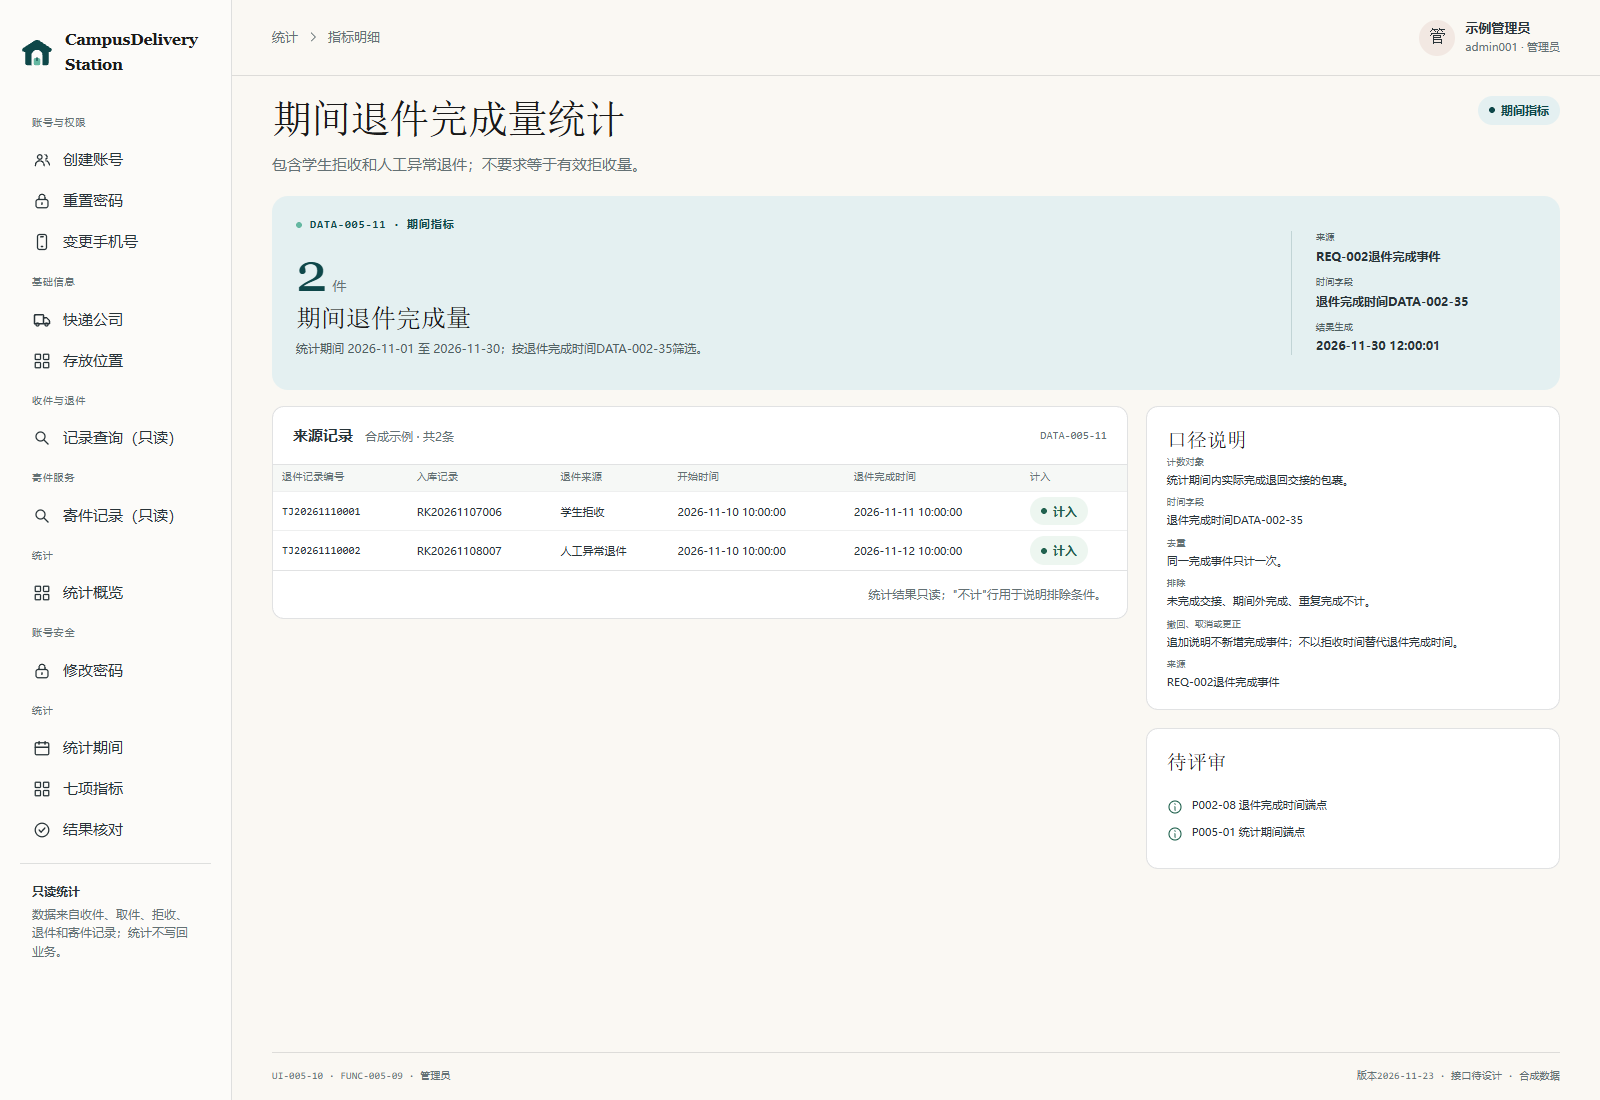 CampusDelivery
Station
账号与权限
创建账号
重置密码
变更手机号
基础信息
快递公司
存放位置
收件与退件
记录查询（只读）
寄件服务
寄件记录（只读）
统计
统计概览
账号安全
修改密码
统计
统计期间
七项指标
结果核对
只读统计
数据来自收件、取件、拒收、
退件和寄件记录；统计不写回
业务。
统计 > 指标明细
管
示例管理员
admin001 · 管理员
期间退件完成量统计
期间指标
包含学生拒收和人工异常退件；不要求等于有效拒收量。
DATA-005-11 · 期间指标
2 件
期间退件完成量
统计期间 2026-11-01 至 2026-11-30；按退件完成时间DATA-002-35筛选。
来源
REQ-002退件完成事件
时间字段
退件完成时间DATA-002-35
结果生成
2026-11-30 12:00:01
来源记录 合成示例 · 共2条 DATA-005-11
退件记录编号 入库记录 退件来源 开始时间 退件完成时间 计入
TJ20261110001 RK20261107006 学生拒收 2026-11-10 10:00:00 2026-11-11 10:00:00 计入
TJ20261110002 RK20261108007 人工异常退件 2026-11-10 10:00:00 2026-11-12 10:00:00 计入
统计结果只读；"不计"行用于说明排除条件。
口径说明
计数对象
统计期间内实际完成退回交接的包裹。
时间字段
退件完成时间DATA-002-35
去重
同一完成事件只计一次。
排除
未完成交接、期间外完成、重复完成不计。
撤回、取消或更正
追加说明不新增完成事件；不以拒收时间替代退件完成时间。
来源
REQ-002退件完成事件
待评审
P002-08 退件完成时间端点
P005-01 统计期间端点
UI-005-10 · FUNC-005-09 · 管理员
版本2026-11-23 · 接口待设计 · 合成数据